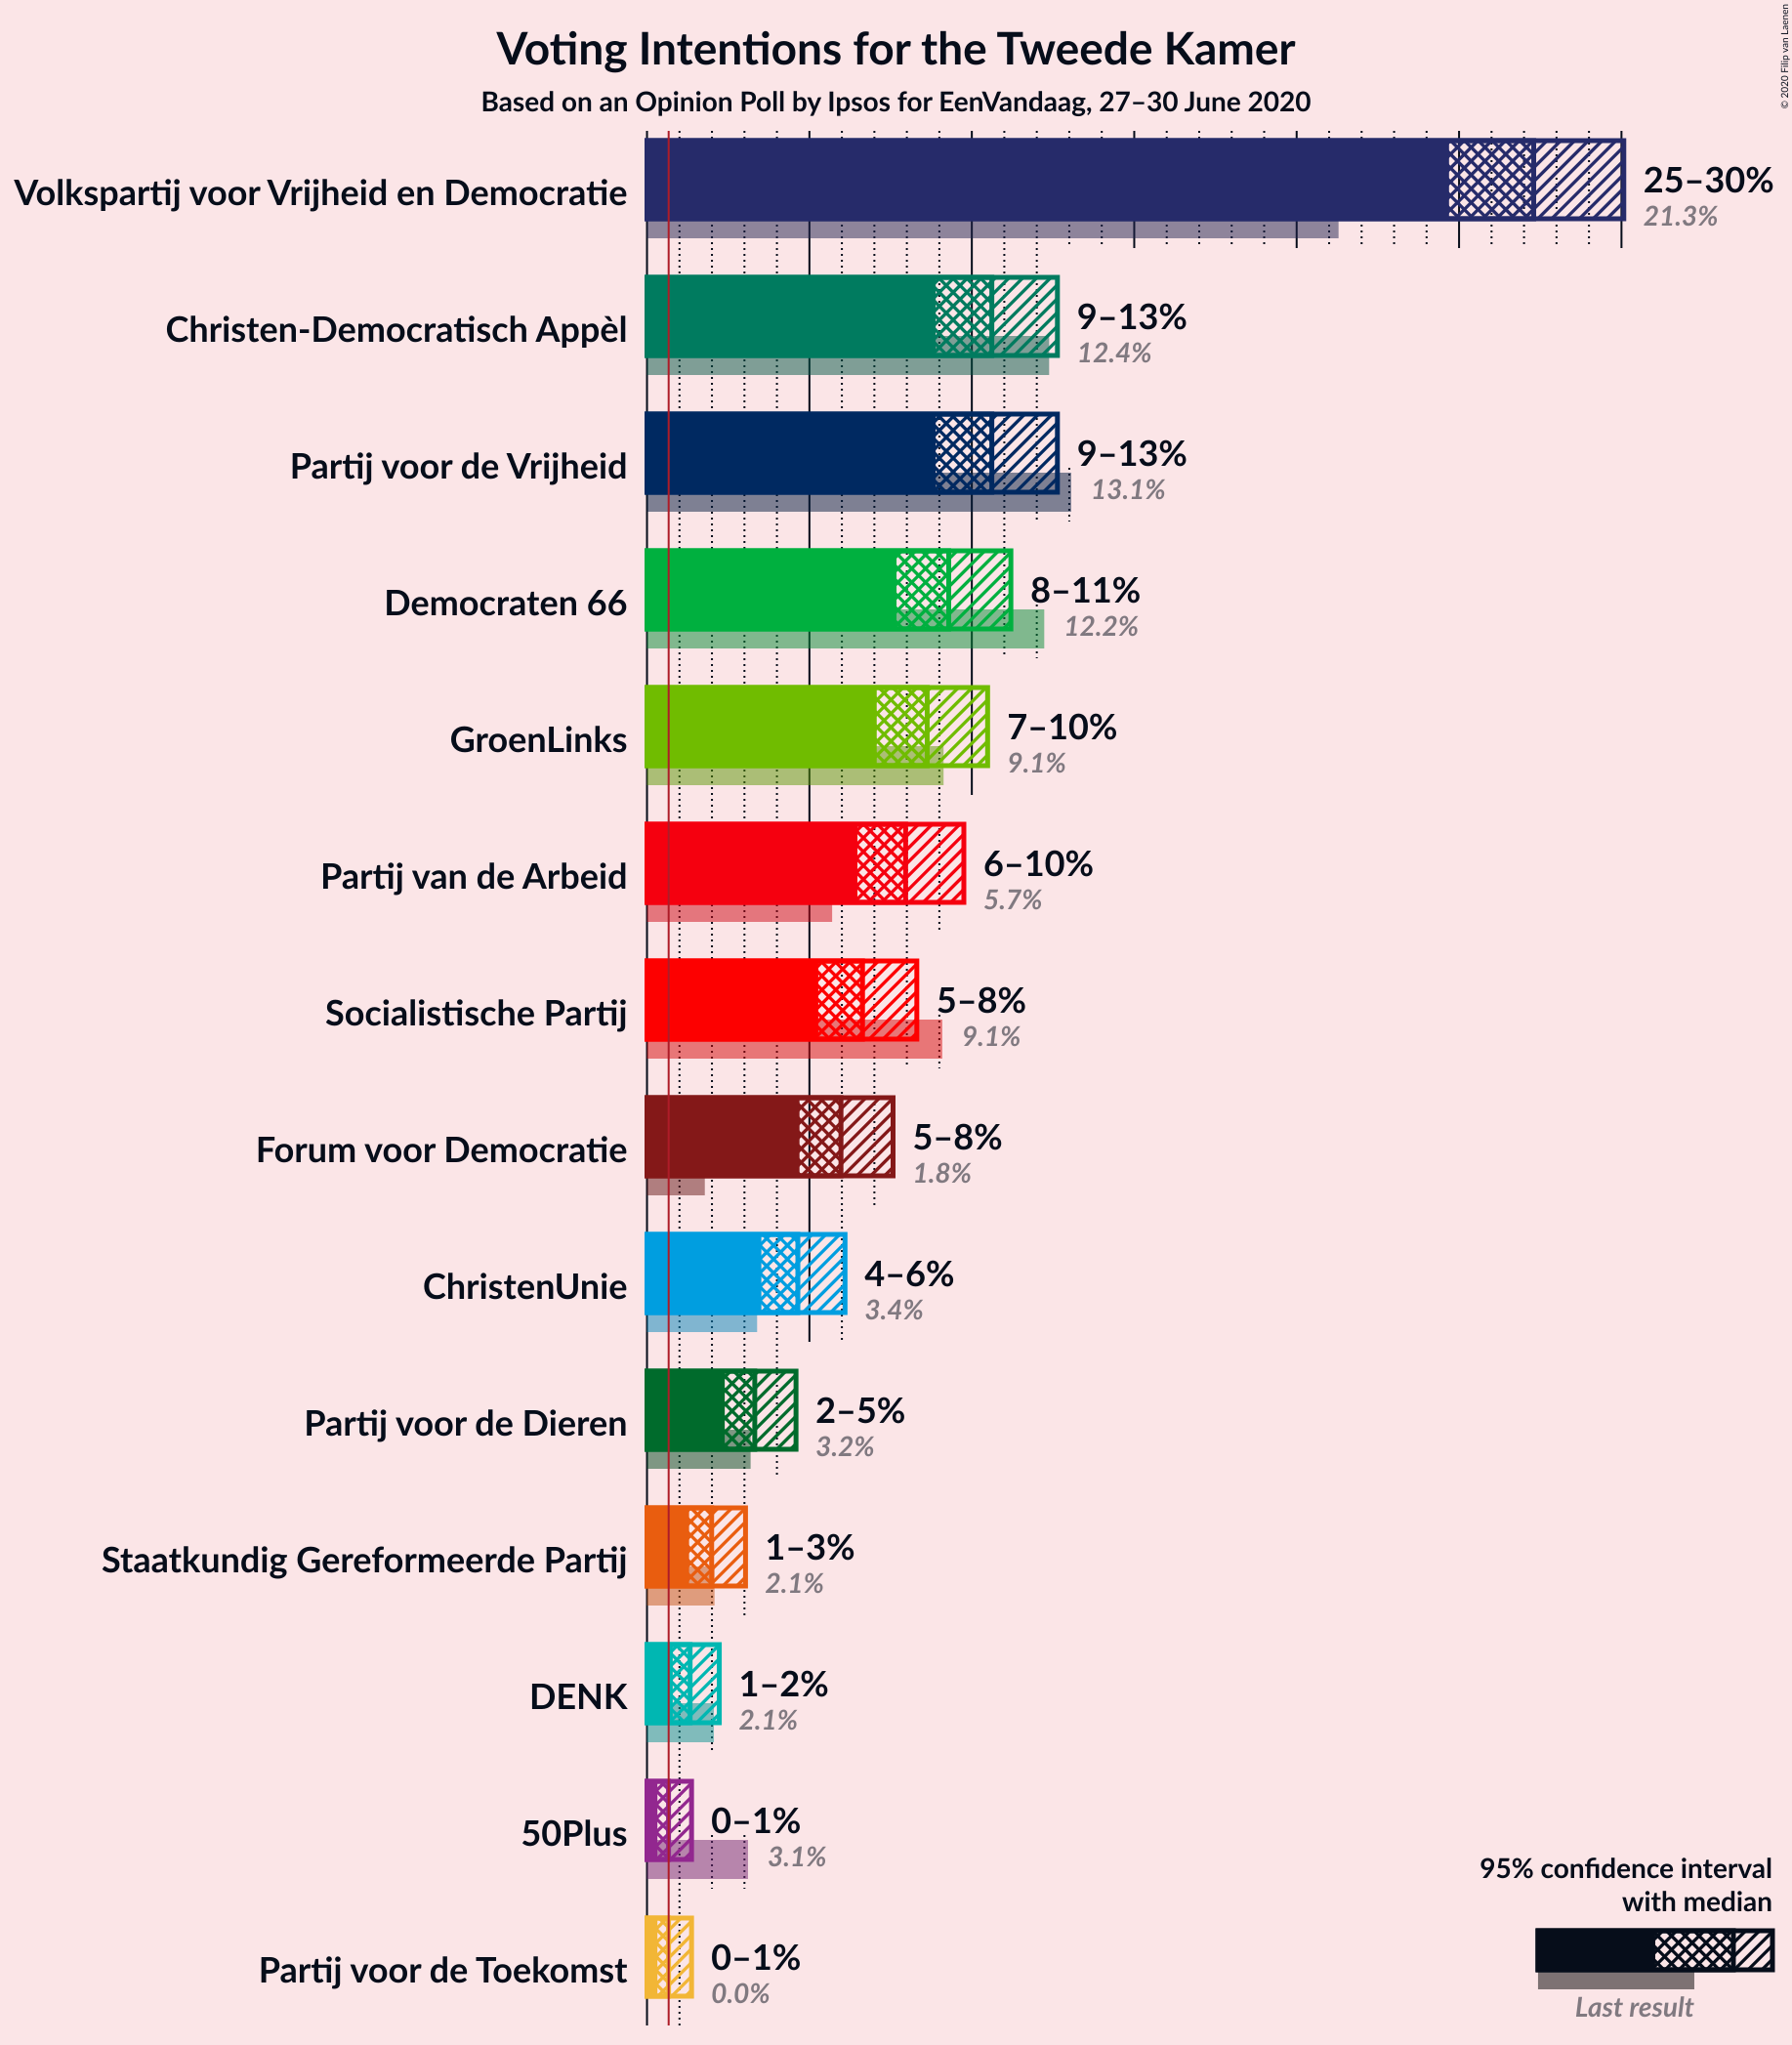 Voting Intentions for the Tweede Kamer
Based on an Opinion Poll by Ipsos for EenVandaag, 27–30 June 2020
© 2020 Filip van Laenen
Volkspartij voor Vrijheid en Democratie
25–30%
21.3%
Christen-Democratisch Appèl
9–13%
12.4%
Partij voor de Vrijheid
9–13%
13.1%
Democraten 66
8–11%
12.2%
GroenLinks
7–10%
9.1%
Partij van de Arbeid
6–10%
5.7%
Socialistische Partij
5–8%
9.1%
Forum voor Democratie
5–8%
1.8%
ChristenUnie
4–6%
3.4%
Partij voor de Dieren
2–5%
3.2%
Staatkundig Gereformeerde Partij
1–3%
2.1%
DENK
1–2%
2.1%
50Plus
0–1%
3.1%
Partij voor de Toekomst
0–1%
0.0%
95% confidence interval
with median
Last result